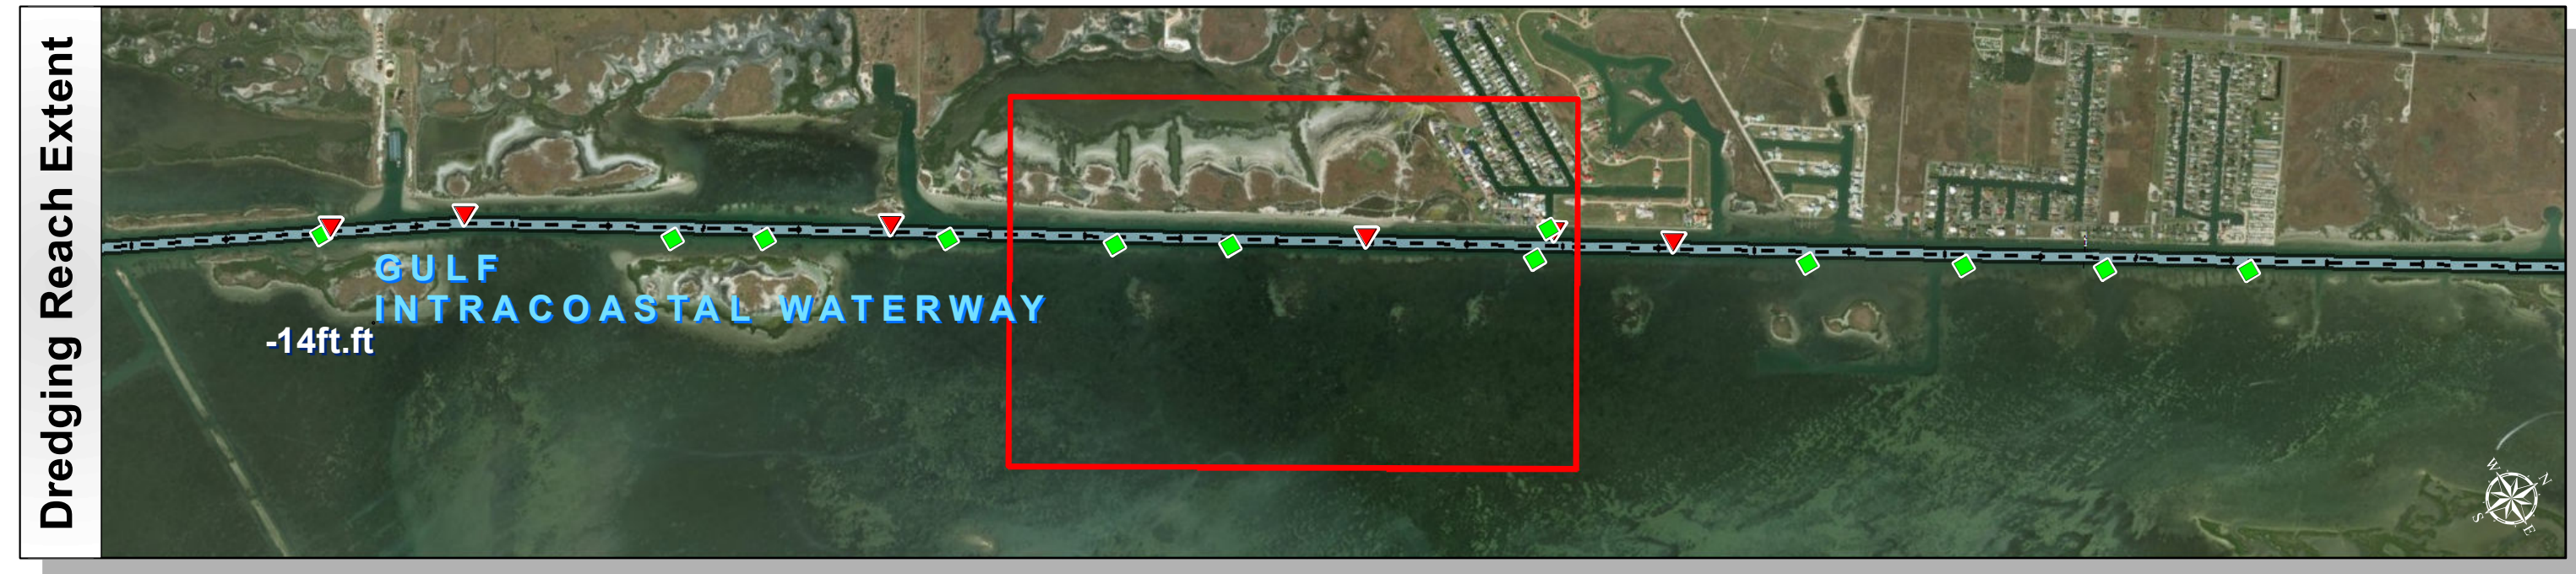 Dredging Reach Extent
GULF
INTRACOASTAL WATERWAY
-14ft.ft
W
N
S
E